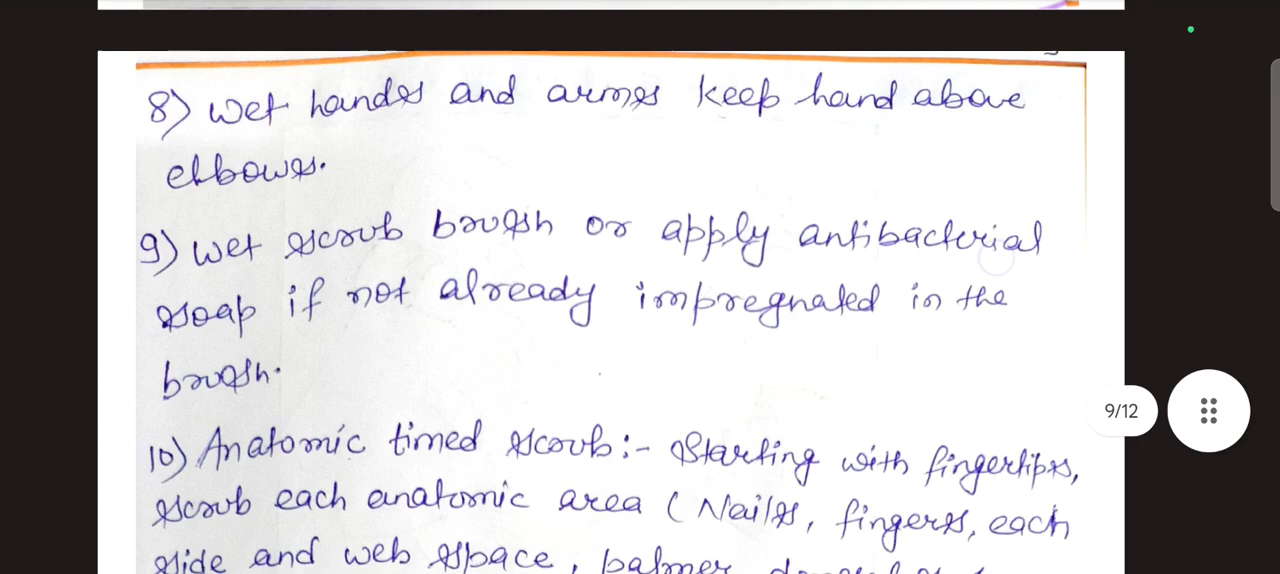 8) Wet hands and arms keep hand above
elbows.
9) Wet scrub brush or apply antibacterial
soap if not already impregnated in the
brush.
9/12
10) Anatomic timed scrub:- Starting with fingertips,
scrub each anatomic area (Nails, fingers, each
side and web space, palmer